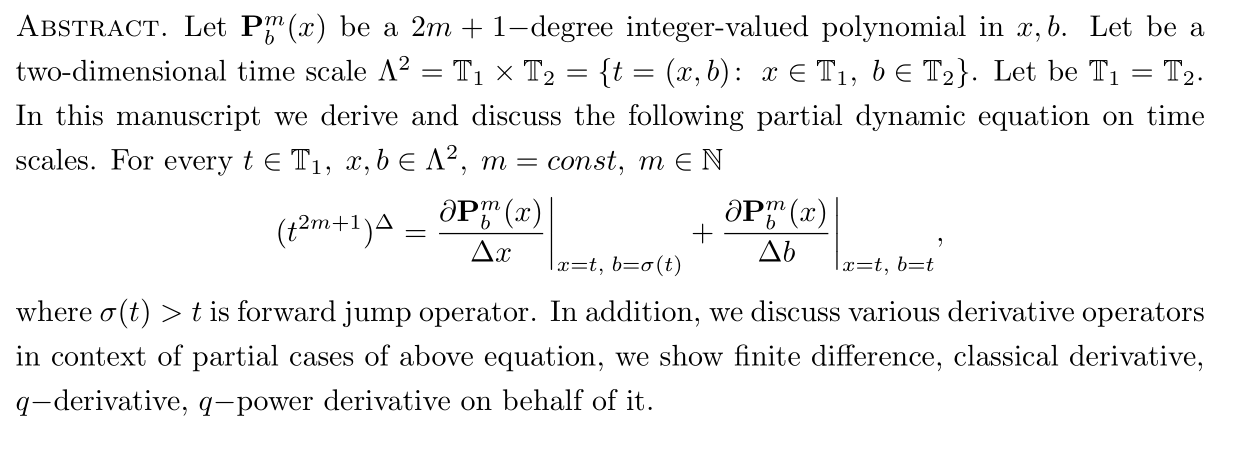 ABSTRACT. Let $\mathbf{P}_b^m(x)$ be a $2m + 1$−degree integer-valued polynomial in $x, b$. Let be a
two-dimensional time scale $\Lambda^2 = \mathbb{T}_1 \times \mathbb{T}_2 = \{t = (x, b) \colon\ x \in \mathbb{T}_1,\ b \in \mathbb{T}_2\}$. Let be $\mathbb{T}_1 = \mathbb{T}_2$.
In this manuscript we derive and discuss the following partial dynamic equation on time
scales. For every $t \in \mathbb{T}_1,\ x, b \in \Lambda^2,\ m = const,\ m \in \mathbb{N}$
$(t^{2m+1})^{\Delta} = \left.\frac{\partial \mathbf{P}_b^m(x)}{\Delta x}\right|_{x=t,\ b=\sigma(t)} + \left.\frac{\partial \mathbf{P}_b^m(x)}{\Delta b}\right|_{x=t,\ b=t},$
where $\sigma(t) > t$ is forward jump operator. In addition, we discuss various derivative operators
in context of partial cases of above equation, we show finite difference, classical derivative,
$q$−derivative, $q$−power derivative on behalf of it.